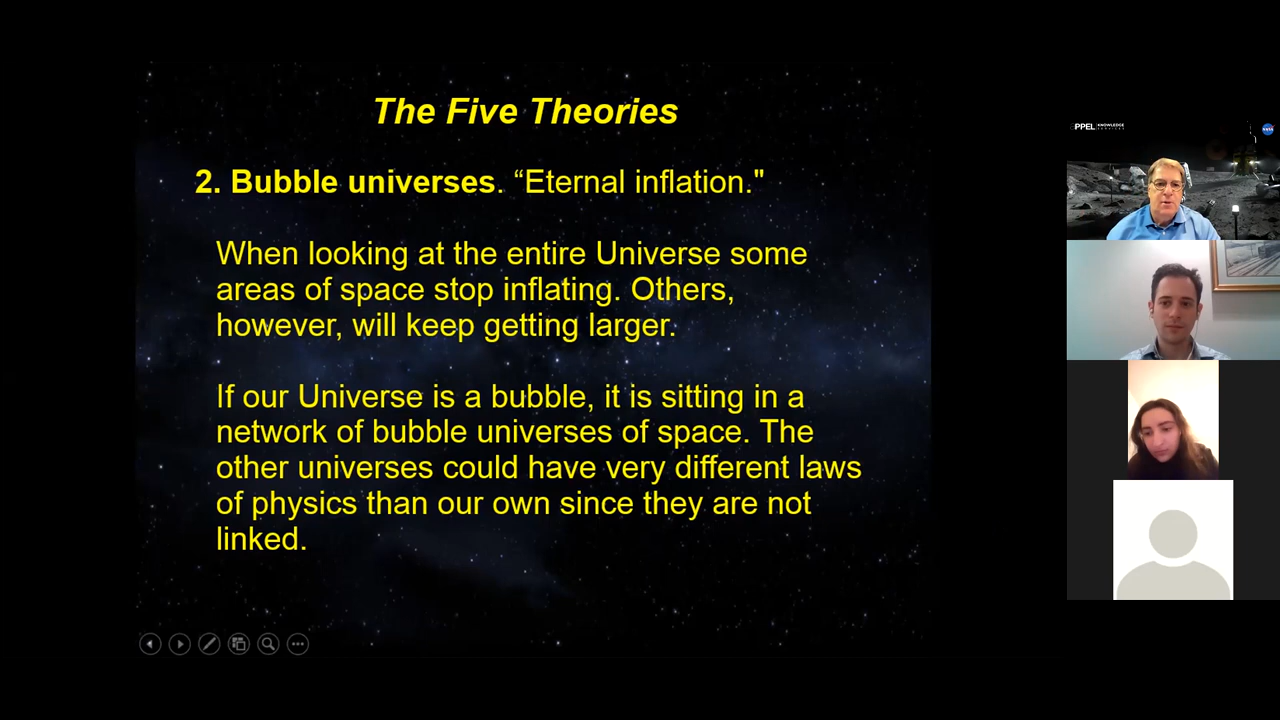 The Five Theories
2. Bubble universes. “Eternal inflation."
When looking at the entire Universe some
areas of space stop inflating. Others,
however, will keep getting larger.
If our Universe is a bubble, it is sitting in a
network of bubble universes of space. The
other universes could have very different laws
of physics than our own since they are not
linked.
PPEL KNOWLEDGE
SERVICES
NASA